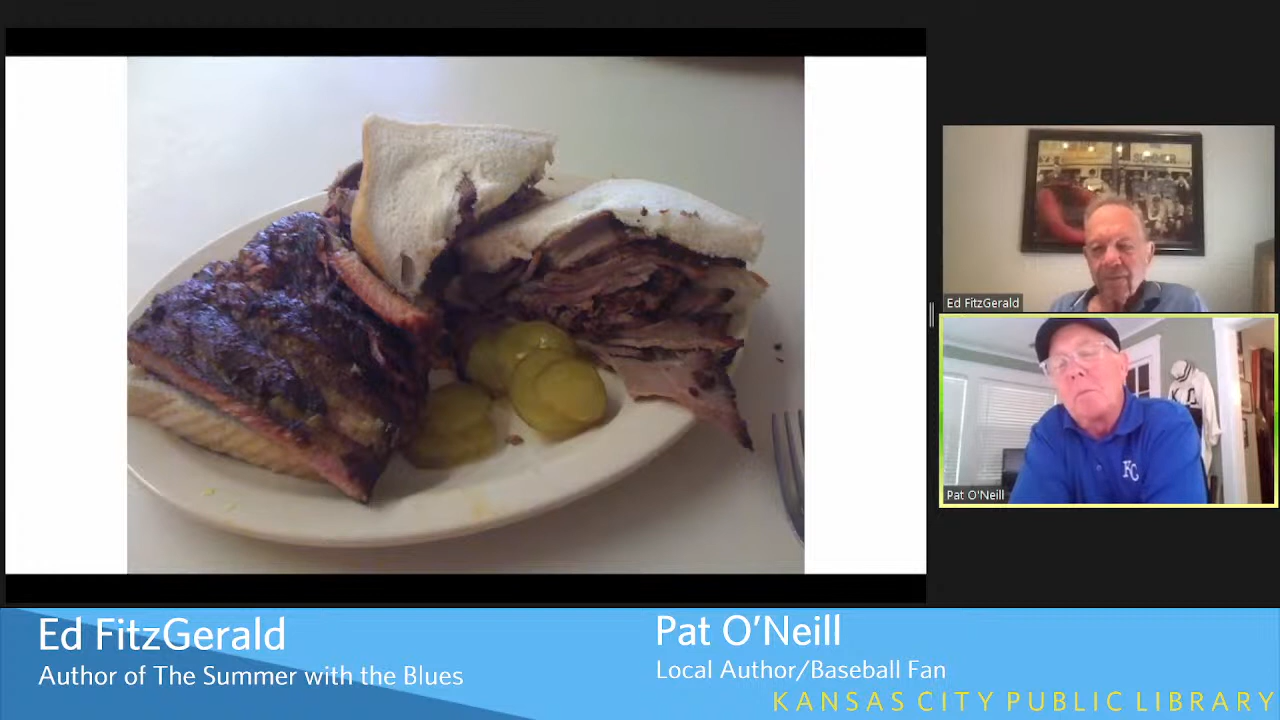 Ed FitzGerald
KC
Pat O'Neill
Ed FitzGerald
Author of The Summer with the Blues
Pat O'Neill
Local Author/Baseball Fan
KANSAS CITY PUBLIC LIBRARY